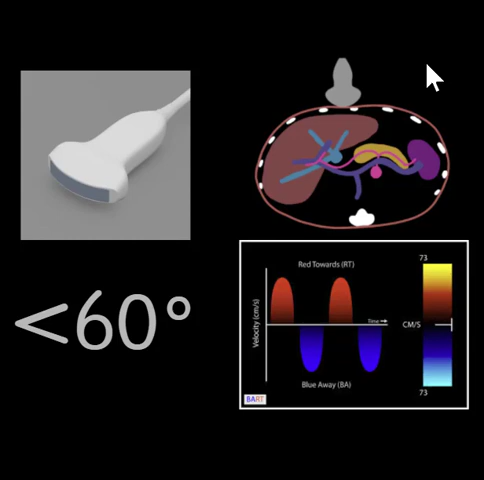 <60°
Red Towards (RT)
73
Velocity (cm/s)
Time →
CM/S
Blue Away (BA)
73
BART